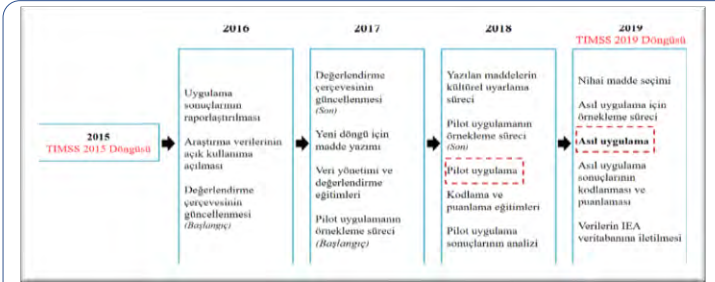 2015
TIMSS 2015 Döngüsü
2016
Uygulama
sonuçlarının
raporlaştırılması
Araştırma verilerinin
açık kullanıma
açılması
Değerlendirme
çerçevesinin
güncellenmesi
(Başlangıç)
2017
Değerlendirme
çerçevesinin
güncellenmesi
(Son)
Yeni döngü için
madde yazımı
Veri yönetimi ve
değerlendirme
eğitimleri
Pilot uygulamanın
örnekleme süreci
(Başlangıç)
2018
Yazılan maddelerin
kültürel uyarlama
süreci
Pilot uygulamanın
örnekleme süreci
(Son)
Pilot uygulama
Kodlama ve
puanlama eğitimleri
Pilot uygulama
sonuçlarının analizi
2019
TIMSS 2019 Döngüsü
Nihai madde seçimi
Asıl uygulama için
örnekleme süreci
Asıl uygulama
Asıl uygulama
sonuçlarının
kodlanması ve
puanlaması
Verilerin IEA
veritabanına iletilmesi